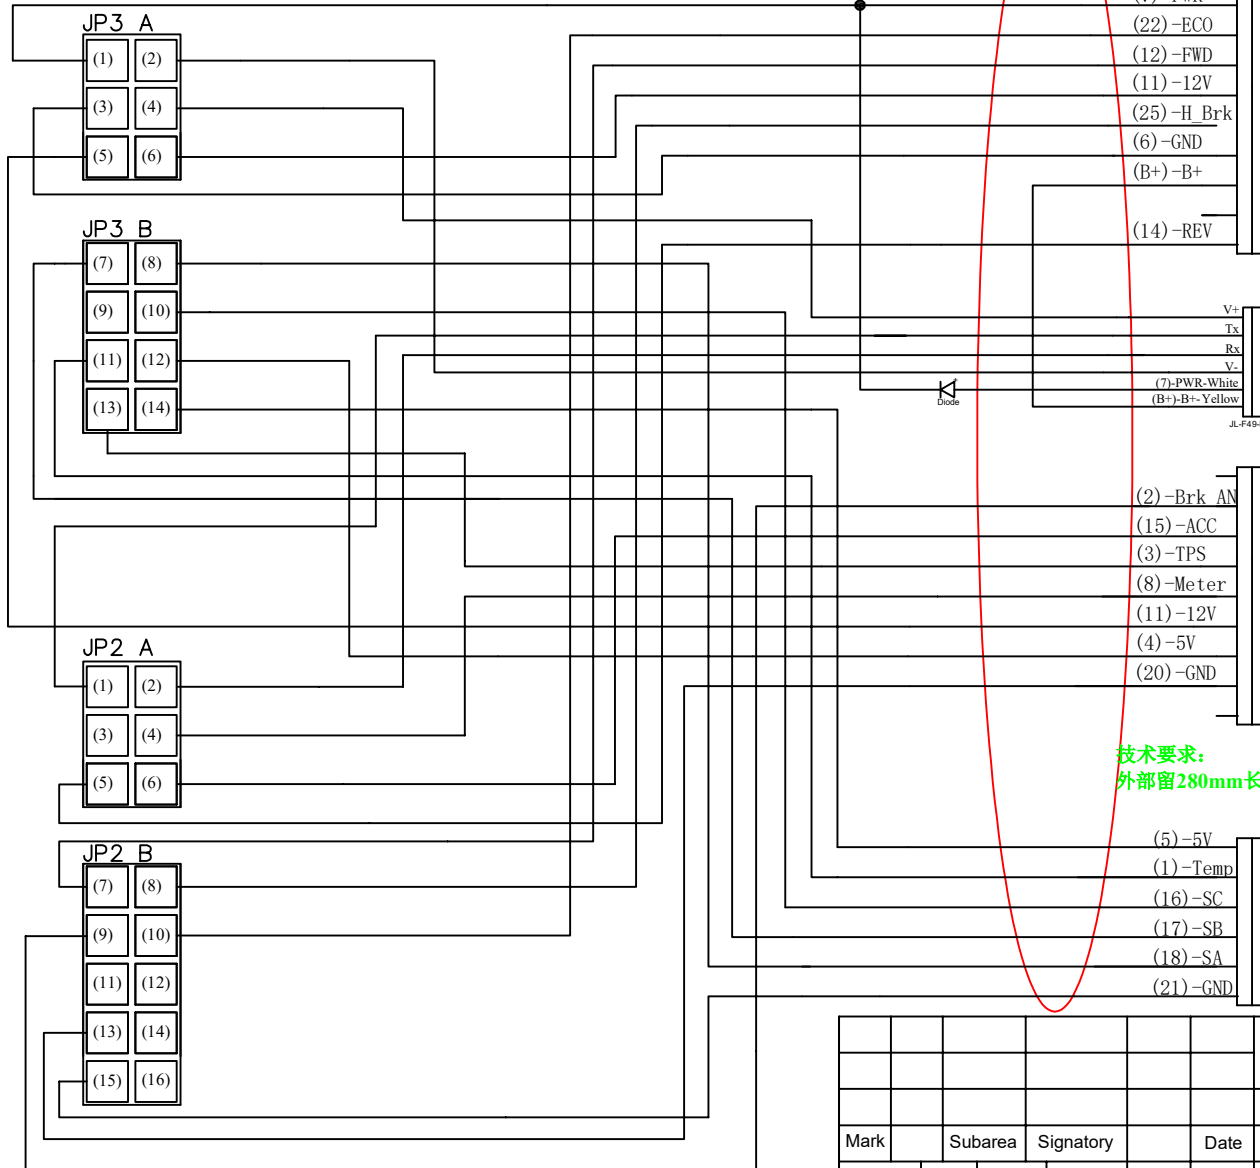 JP3 A
(1) (2)
(3) (4)
(5) (6)
JP3 B
(7) (8)
(9) (10)
(11) (12)
(13) (14)
JP2 A
(1) (2)
(3) (4)
(5) (6)
JP2 B
(7) (8)
(9) (10)
(11) (12)
(13) (14)
(15) (16)
(22)-ECO
(12)-FWD
(11)-12V
(25)-H_Brk
(6)-GND
(B+)-B+
(14)-REV
V+
Tx
Rx
V-
(7)-PWR-White
(B+)-B+-Yellow
Diode
JL-F49-
(2)-Brk_AN
(15)-ACC
(3)-TPS
(8)-Meter
(11)-12V
(4)-5V
(20)-GND
技术要求:
外部留280mm长
(5)-5V
(1)-Temp
(16)-SC
(17)-SB
(18)-SA
(21)-GND
Mark Subarea Signatory Date